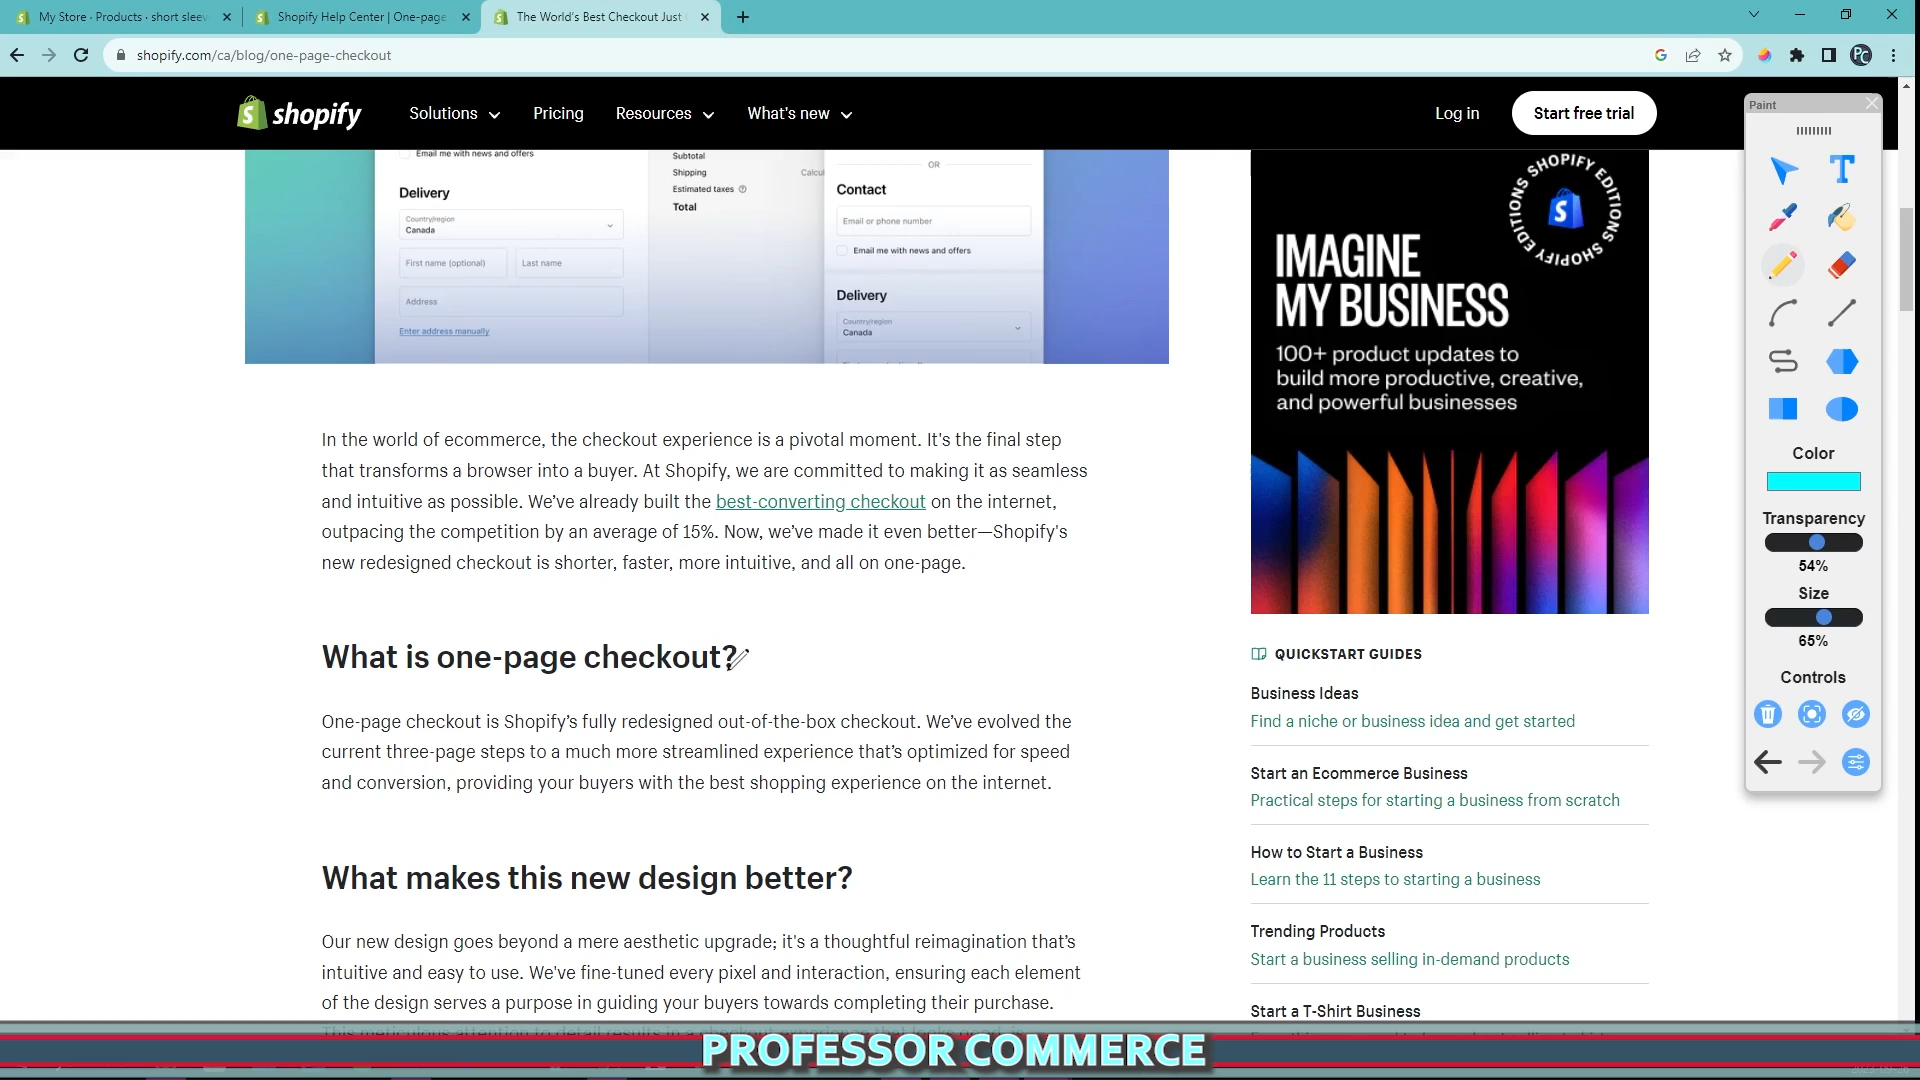 My Store · Products · short sleev
Shopify Help Center | One-page
The World's Best Checkout Just
shopify.com/ca/blog/one-page-checkout
shopify
Solutions
Pricing
Resources
What's new
Log in
Start free trial
Email me with news and offers
Delivery
Country/region
Canada
First name (optional)
Last name
Address
Enter address manually
Subtotal
Shipping
Estimated taxes
Total
OR
Contact
Email or phone number
Email me with news and offers
Delivery
Country/region
Canada
SHOPIFY EDITIONS SHOPIFY EDITIONS
IMAGINE
MY BUSINESS
100+ product updates to
build more productive, creative,
and powerful businesses
In the world of ecommerce, the checkout experience is a pivotal moment. It's the final step
that transforms a browser into a buyer. At Shopify, we are committed to making it as seamless
and intuitive as possible. We've already built the best-converting checkout on the internet,
outpacing the competition by an average of 15%. Now, we've made it even better—Shopify's
new redesigned checkout is shorter, faster, more intuitive, and all on one-page.
What is one-page checkout?
One-page checkout is Shopify's fully redesigned out-of-the-box checkout. We've evolved the
current three-page steps to a much more streamlined experience that's optimized for speed
and conversion, providing your buyers with the best shopping experience on the internet.
What makes this new design better?
Our new design goes beyond a mere aesthetic upgrade; it's a thoughtful reimagination that's
intuitive and easy to use. We've fine-tuned every pixel and interaction, ensuring each element
of the design serves a purpose in guiding your buyers towards completing their purchase.
QUICKSTART GUIDES
Business Ideas
Find a niche or business idea and get started
Start an Ecommerce Business
Practical steps for starting a business from scratch
How to Start a Business
Learn the 11 steps to starting a business
Trending Products
Start a business selling in-demand products
Start a T-Shirt Business
Paint
T
Color
Transparency
54%
Size
65%
Controls
PROFESSOR COMMERCE